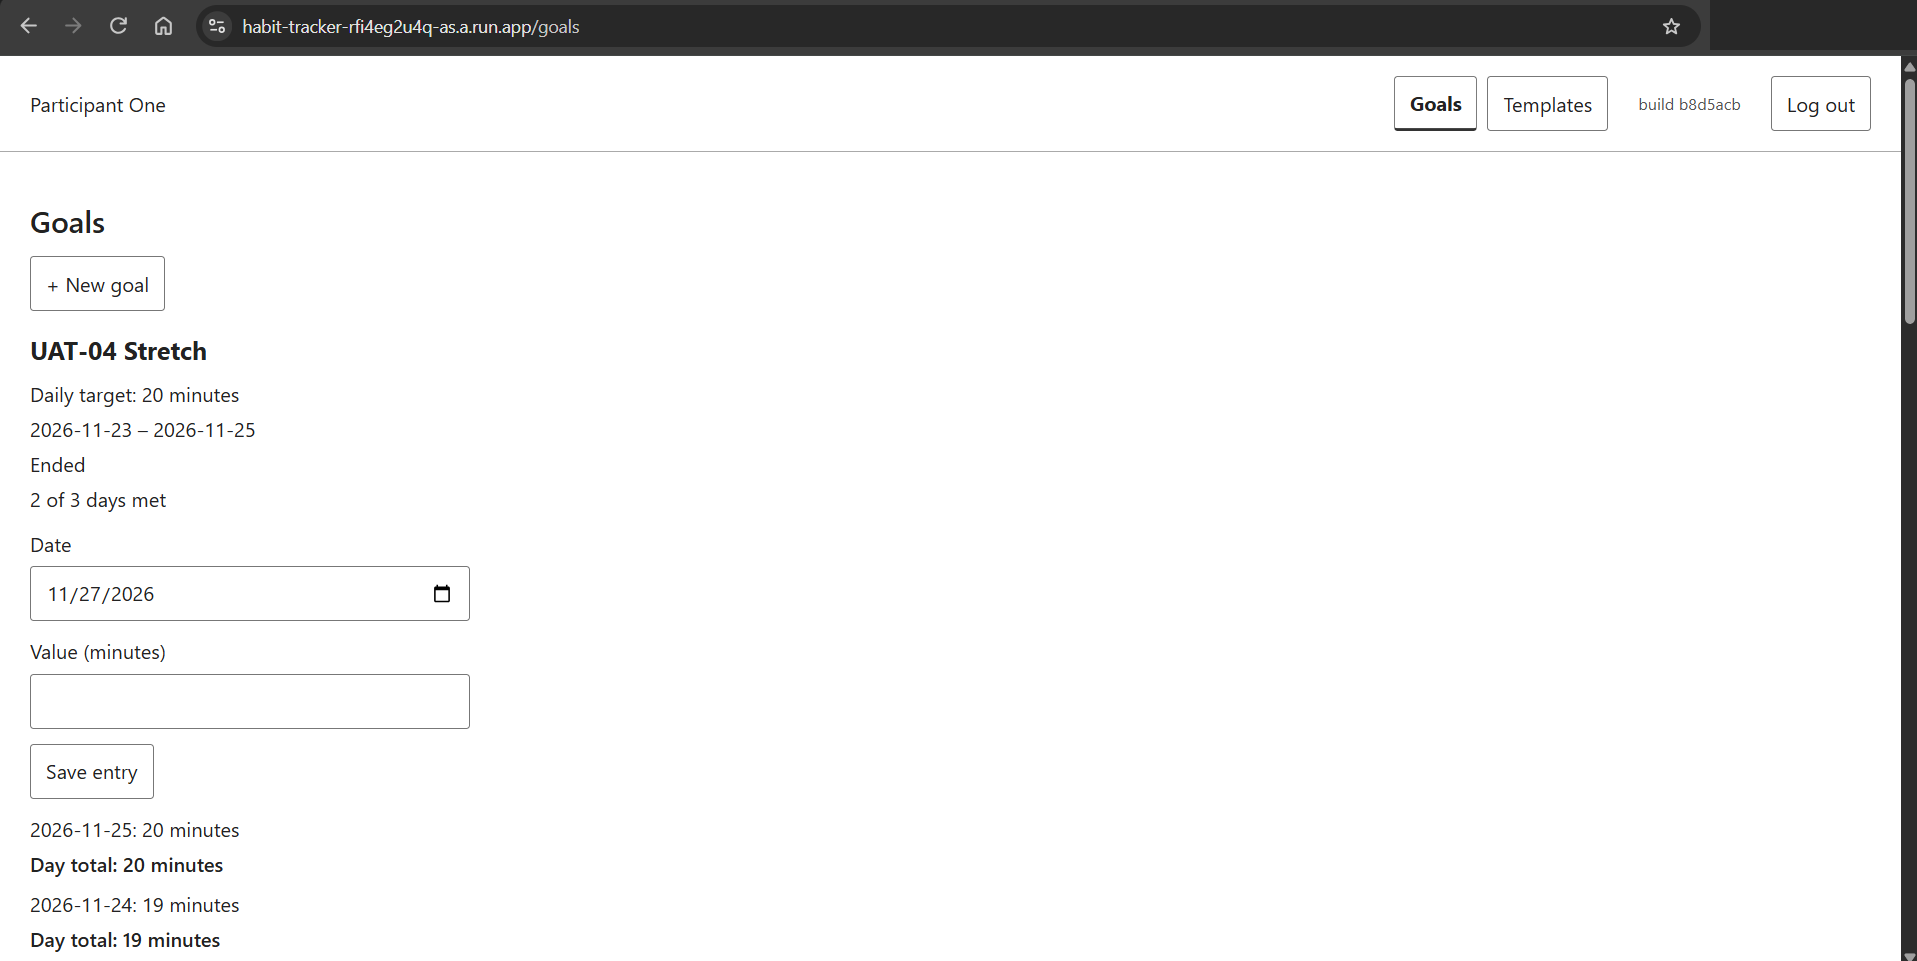 habit-tracker-rfi4eg2u4q-as.a.run.app/goals
Participant One
Goals
Templates
build b8d5acb
Log out
Goals
+ New goal
UAT-04 Stretch
Daily target: 20 minutes
2026-11-23 – 2026-11-25
Ended
2 of 3 days met
Date
11/27/2026
Value (minutes)
Save entry
2026-11-25: 20 minutes
Day total: 20 minutes
2026-11-24: 19 minutes
Day total: 19 minutes